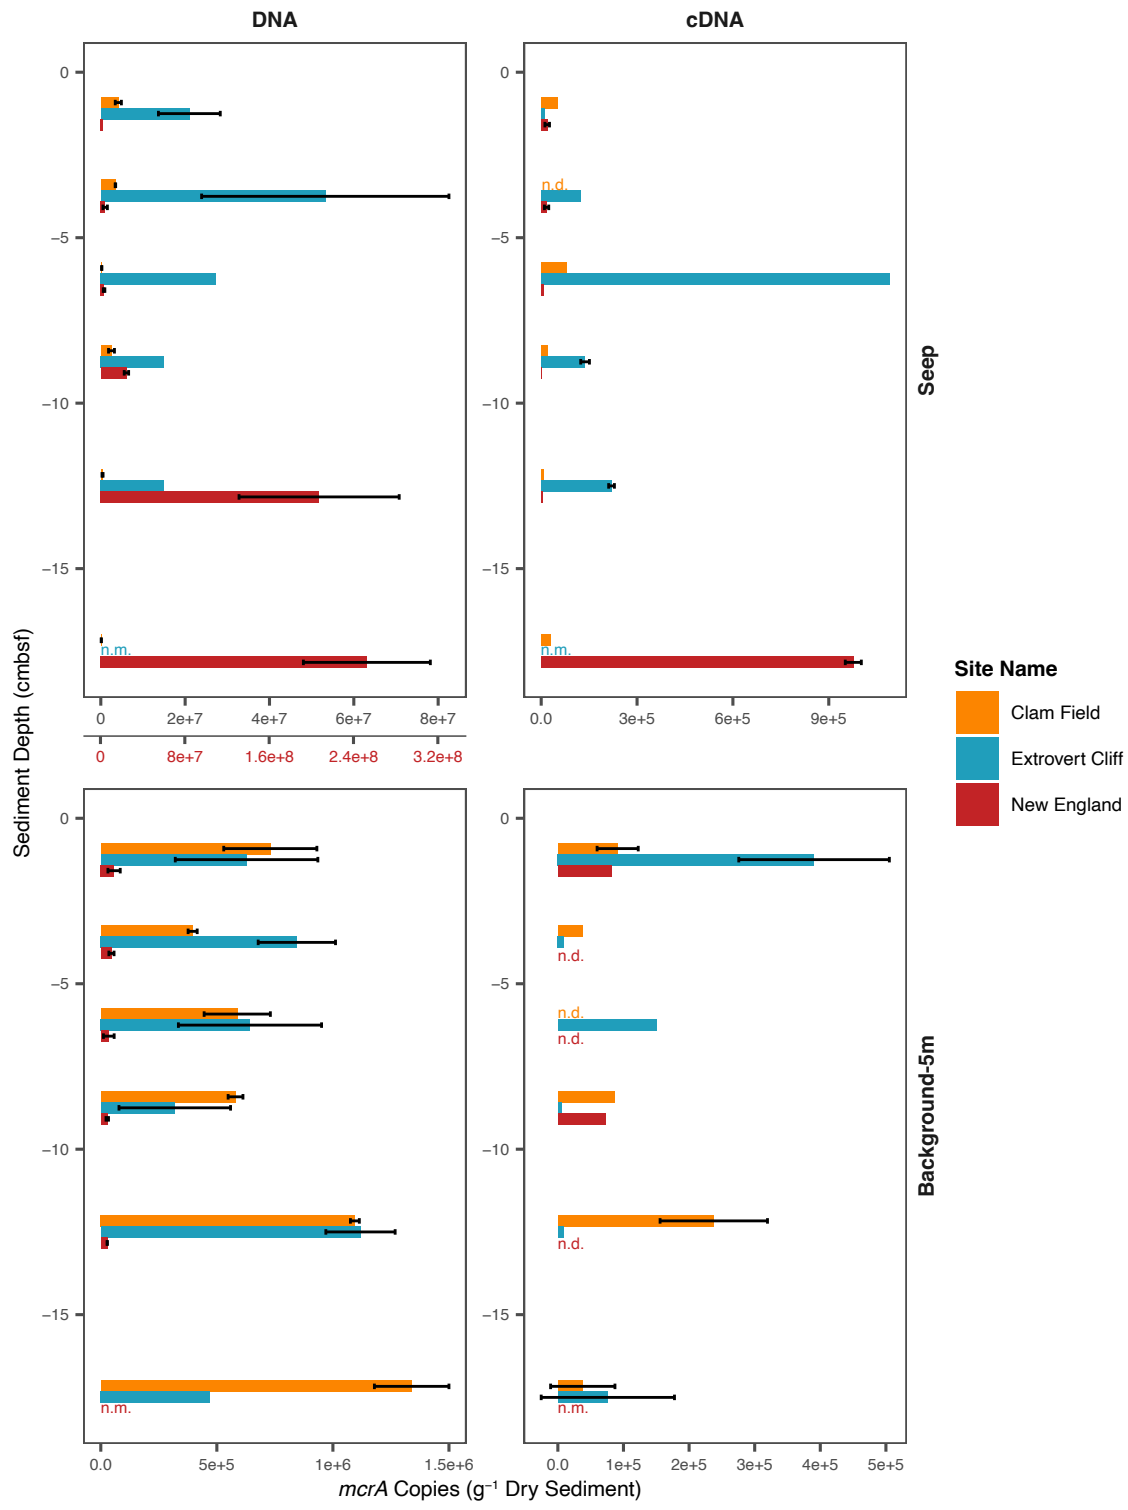 DNA
cDNA
0
−5
−10
−15
0
−5
−10
−15
n.m.
n.d.
n.m.
Seep
0 2e+7 4e+7 6e+7 8e+7
0.0 3e+5 6e+5 9e+5
0 8e+7 1.6e+8 2.4e+8 3.2e+8
Sediment Depth (cmbsf)
Site Name
Clam Field
Extrovert Cliff
New England
0
−5
−10
−15
0
−5
−10
−15
n.m.
n.d.
n.d.
n.d.
n.d.
n.m.
Background-5m
0.0 5e+5 1e+6 1.5e+6
0.0 1e+5 2e+5 3e+5 4e+5 5e+5
mcrA Copies (g⁻¹ Dry Sediment)